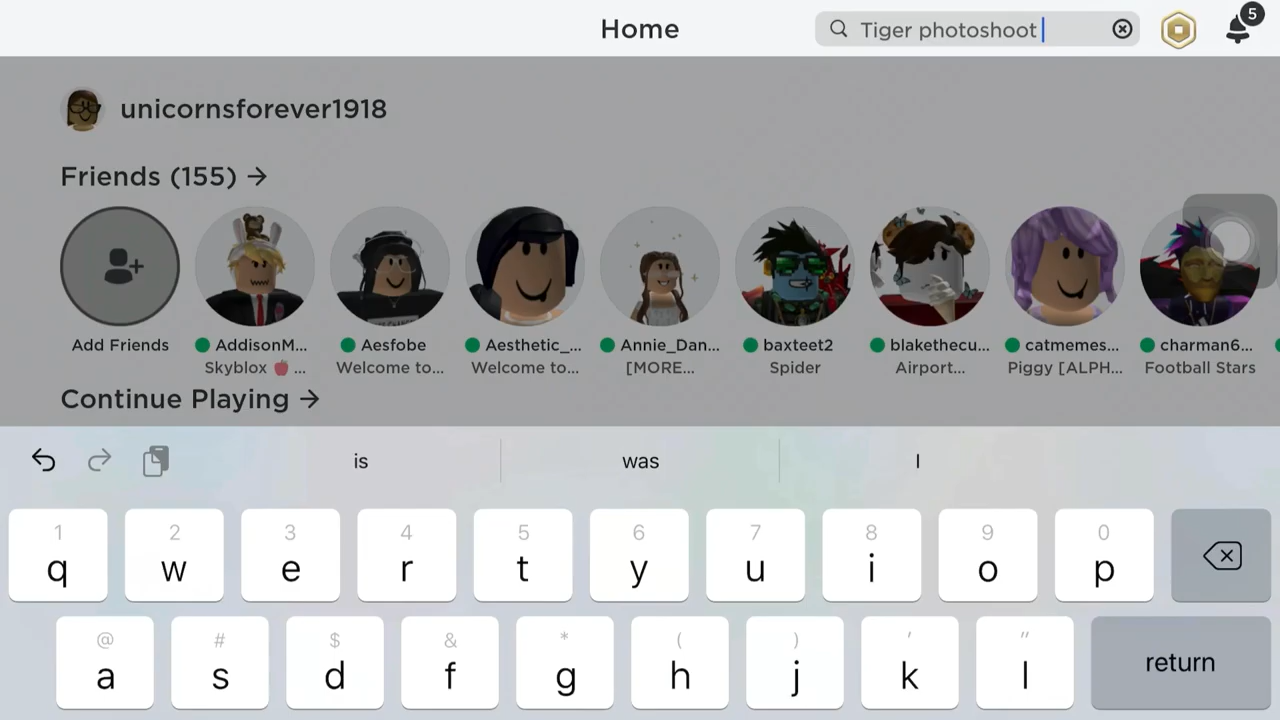 Home
Tiger photoshoot
5
unicornsforever1918
Friends (155) →
Add Friends
AddisonM...
Skyblox 🍎 ...
Aesfobe
Welcome to...
Aesthetic_...
Welcome to...
Annie_Dan...
[MORE...
baxteet2
Spider
blakethecu...
Airport...
catmemes...
Piggy [ALPH...
charman6...
Football Stars
Continue Playing →
is was I
1 2 3 4 5 6 7 8 9 0
q w e r t y u i o p
@ # $ & * ( ) ' "
a s d f g h j k l return